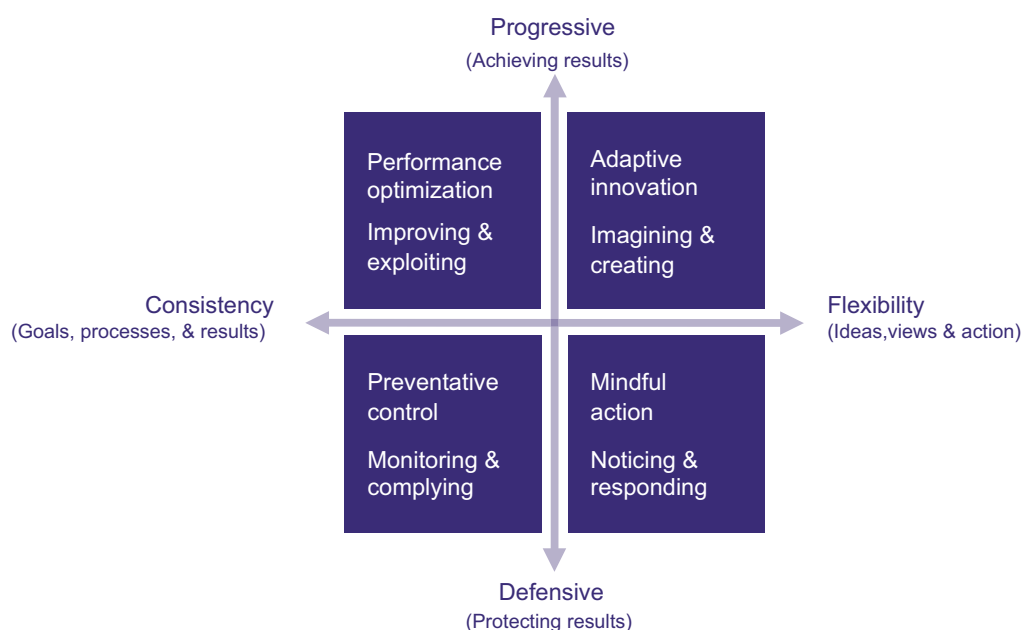 Progressive
(Achieving results)
Performance
optimization
Improving &
exploiting
Adaptive
innovation
Imagining &
creating
Consistency
(Goals, processes, & results)
Flexibility
(Ideas,views & action)
Preventative
control
Monitoring &
complying
Mindful
action
Noticing &
responding
Defensive
(Protecting results)